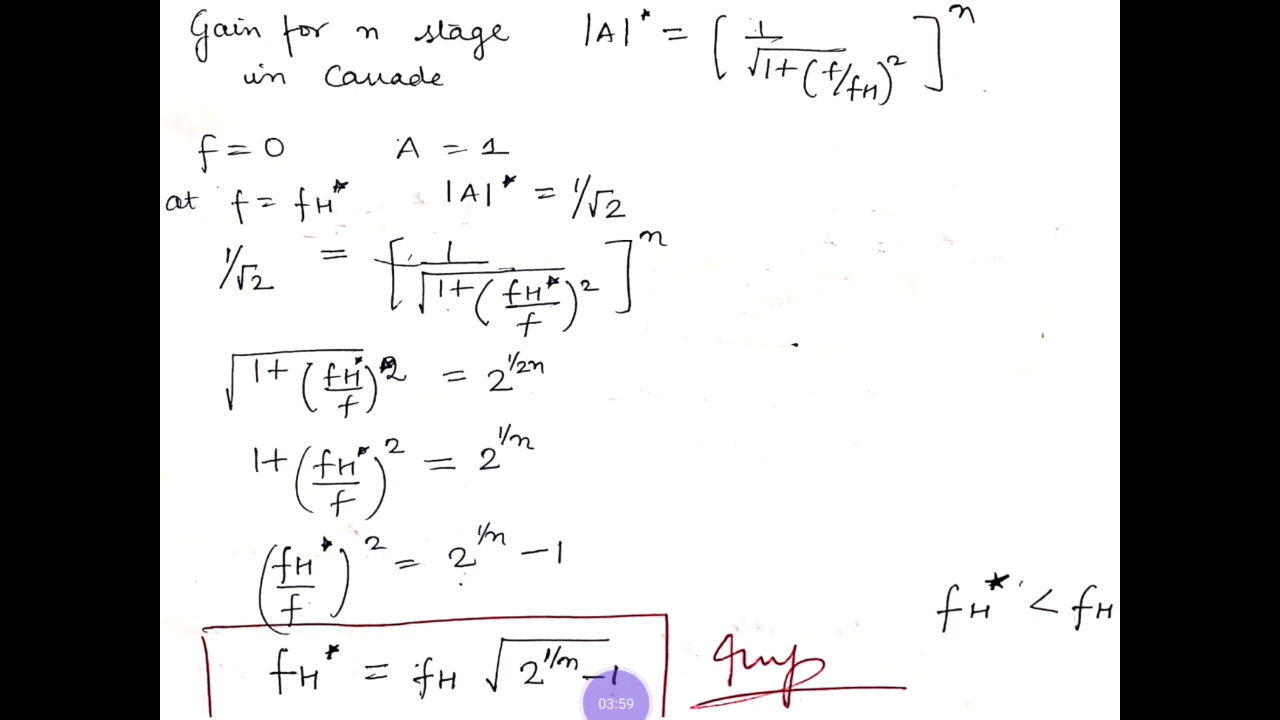 Gain for n stage |A|* = [1/√1+(f/fH)²]ⁿ
in Cascade
f = 0 A = 1
at f = fH* |A|* = 1/√2
1/√2 = [1/√1+(fH*/f)²]ⁿ
√1+(fH*/f)² = 2^1/2n
1+(fH*/f)² = 2^1/n
(fH*/f)² = 2^1/n −1
fH* < fH
fH* = fH √2^1/n −1 Imp
03:59